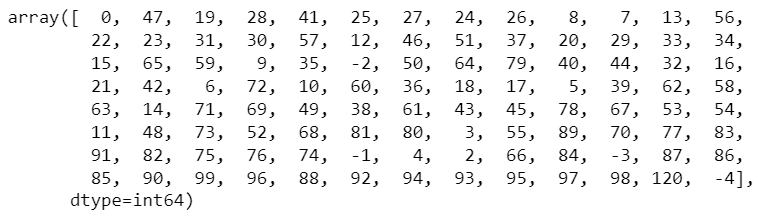 array([  0,  47,  19,  28,  41,  25,  27,  24,  26,   8,   7,  13,  56,
        22,  23,  31,  30,  57,  12,  46,  51,  37,  20,  29,  33,  34,
        15,  65,  59,   9,  35,  -2,  50,  64,  79,  40,  44,  32,  16,
        21,  42,   6,  72,  10,  60,  36,  18,  17,   5,  39,  62,  58,
        63,  14,  71,  69,  49,  38,  61,  43,  45,  78,  67,  53,  54,
        11,  48,  73,  52,  68,  81,  80,   3,  55,  89,  70,  77,  83,
        91,  82,  75,  76,  74,  -1,   4,   2,  66,  84,  -3,  87,  86,
        85,  90,  99,  96,  88,  92,  94,  93,  95,  97,  98, 120,  -4],
      dtype=int64)